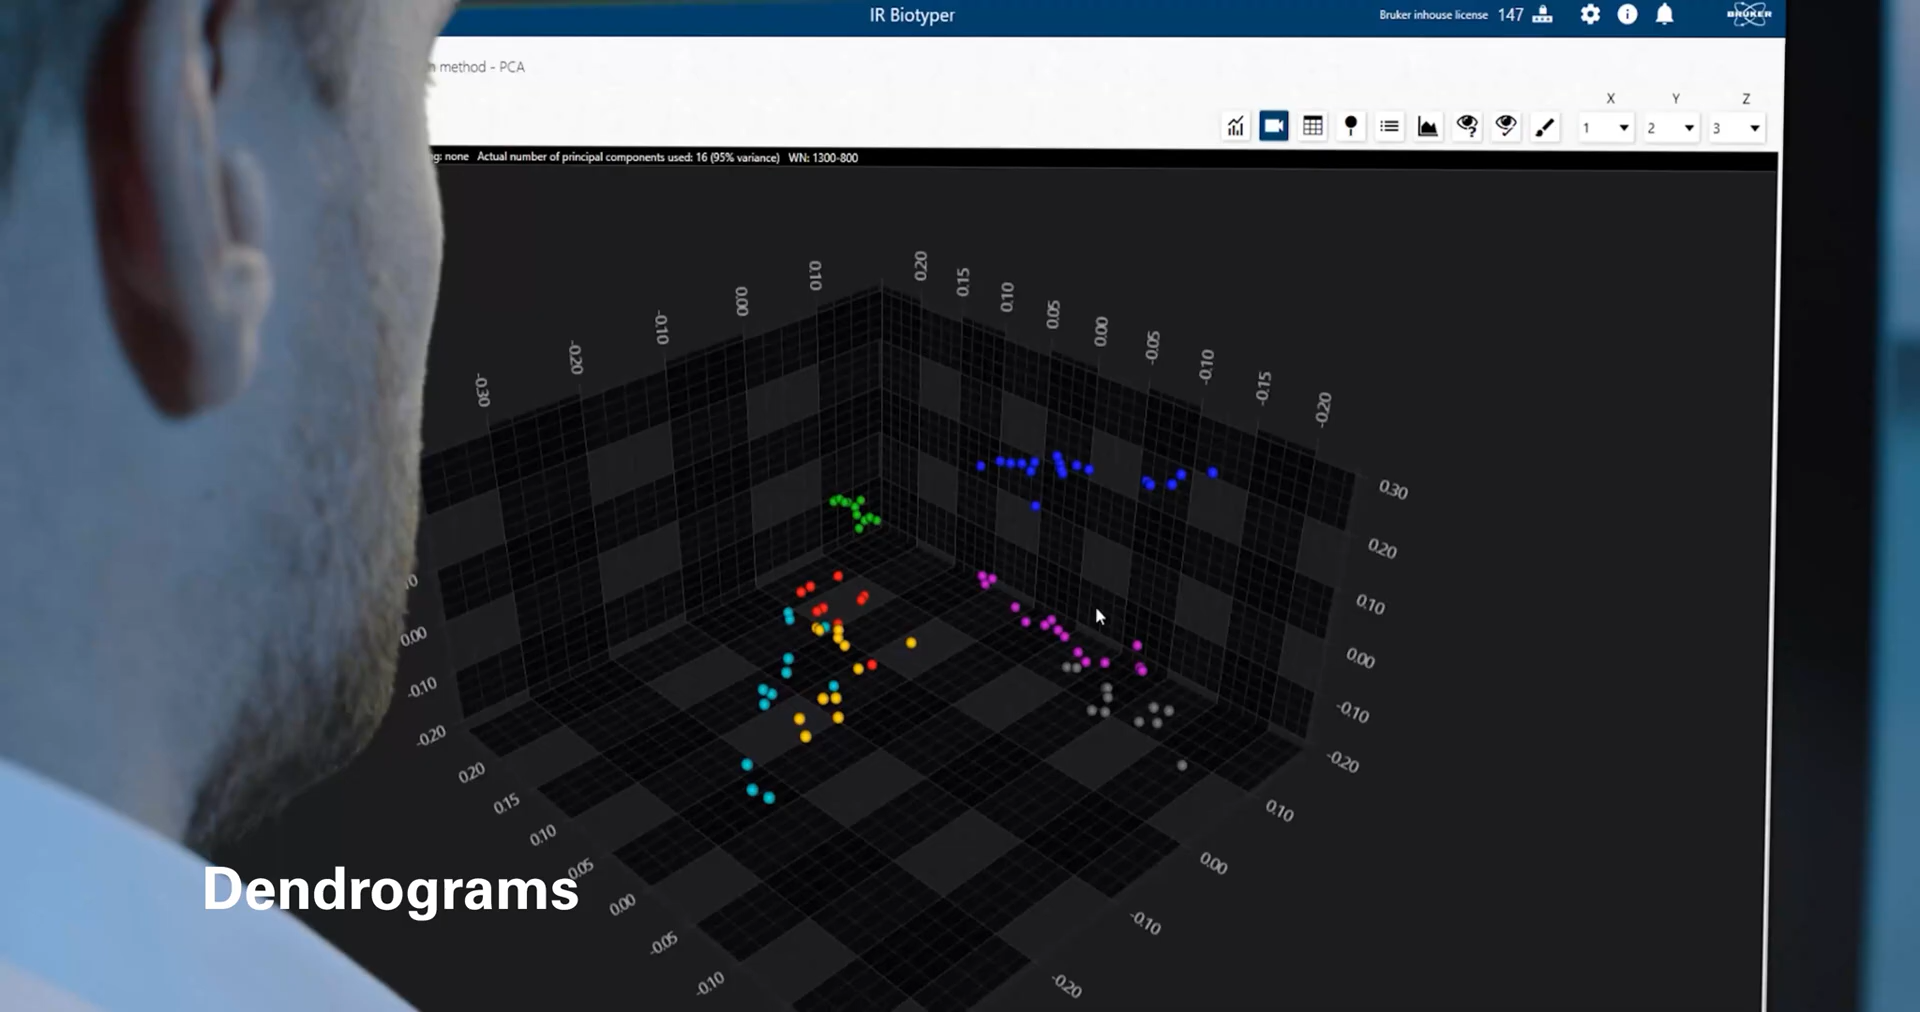 IR Biotyper
Bruker inhouse license 147
BRUKER
method - PCA
X Y Z
1 2 3
g: none Actual number of principal components used: 16 (95% variance) WN: 1300-800
-0.30 -0.20 -0.10 0.00 0.10
0.20 0.15 0.10 0.05 0.00 -0.05 -0.10 -0.15 -0.20
0.30
0.20
0.10
0.00
-0.10
-0.20
0.00
-0.10
-0.20
0.20
0.15
0.10
0.05
0.00
-0.05
-0.10
0.10
0.00
-0.10
-0.20
Dendrograms